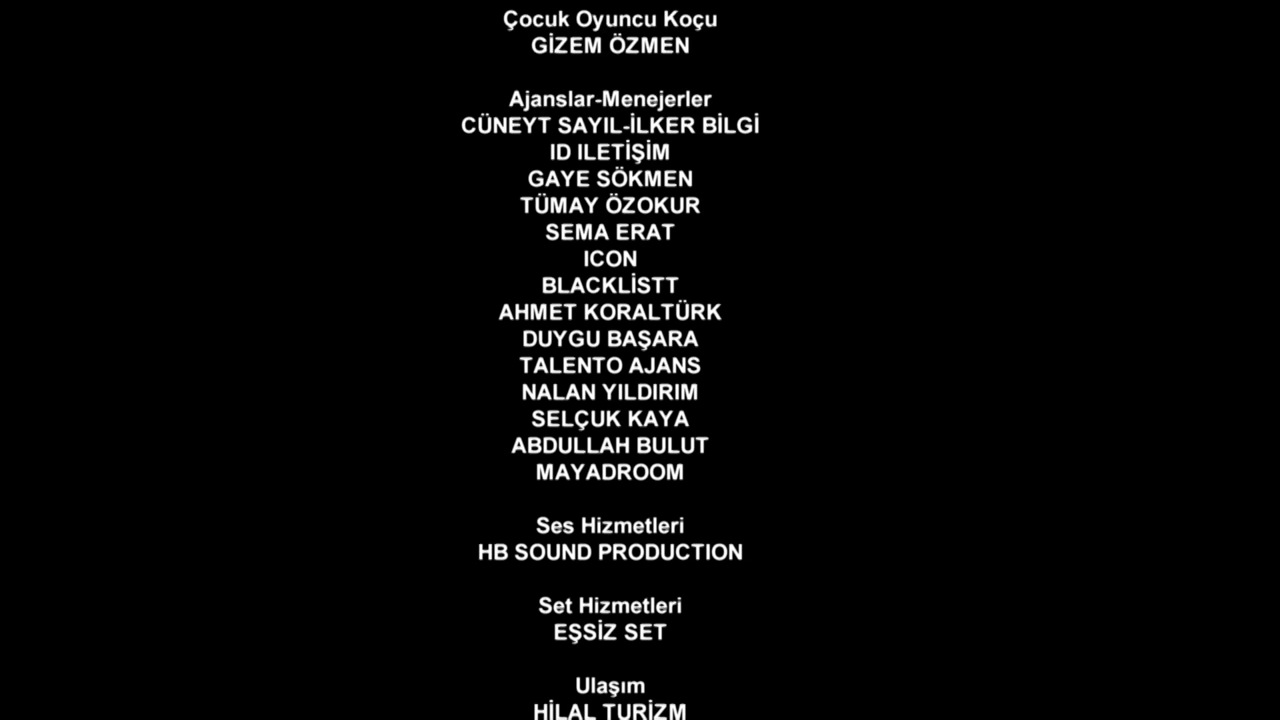 Çocuk Oyuncu Koçu
GİZEM ÖZMEN
Ajanslar-Menejerler
CÜNEYT SAYIL-İLKER BİLGİ
ID ILETİŞİM
GAYE SÖKMEN
TÜMAY ÖZOKUR
SEMA ERAT
ICON
BLACKLİSTT
AHMET KORALTÜRK
DUYGU BAŞARA
TALENTO AJANS
NALAN YILDIRIM
SELÇUK KAYA
ABDULLAH BULUT
MAYADROOM
Ses Hizmetleri
HB SOUND PRODUCTION
Set Hizmetleri
EŞSİZ SET
Ulaşım
HİLAL TURİZM